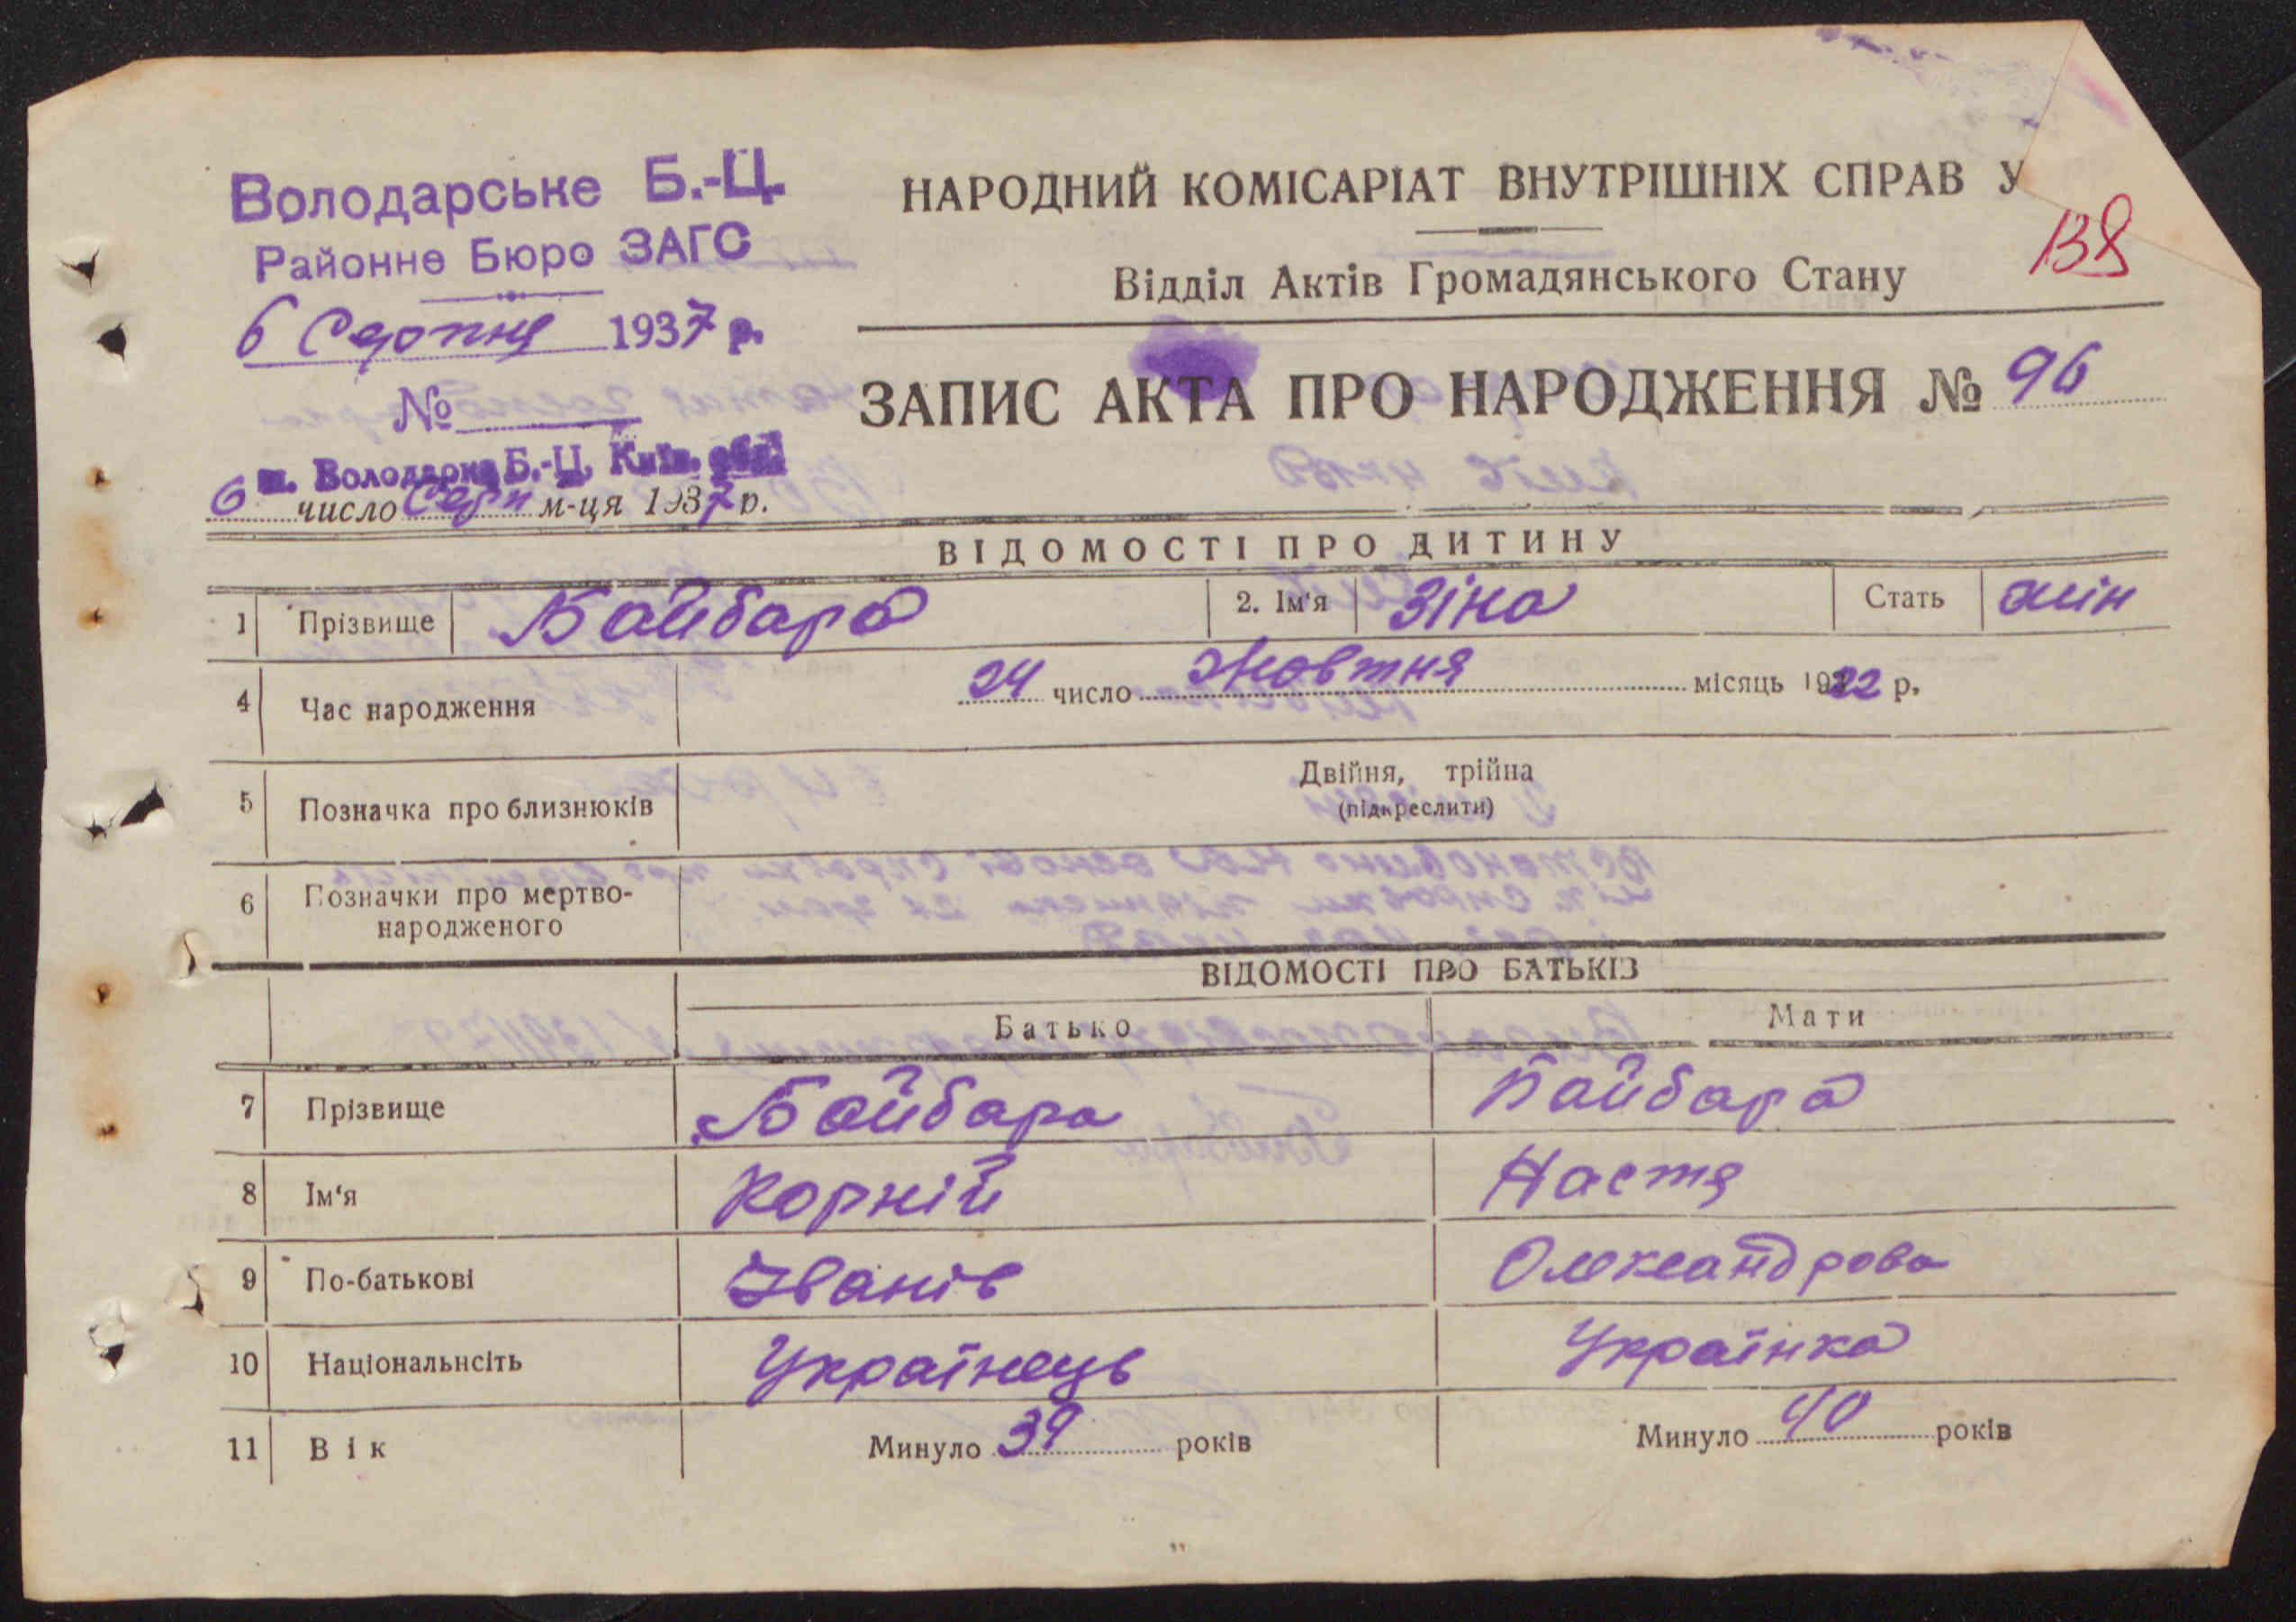 Володарське Б.-Ц.
Районне Бюро ЗАГС
6 Серпня 1937 р.
№
м. Володарка Б.-Ц. Київ. обл.
6 число Серп м-ця 1937 р.
НАРОДНИЙ КОМІСАРІАТ ВНУТРІШНІХ СПРАВ У
138
Відділ Актів Громадянського Стану
ЗАПИС АКТА ПРО НАРОДЖЕННЯ № 96
ВІДОМОСТІ ПРО ДИТИНУ
1 Прізвище Байбара 2. Ім'я Зіна Стать жін
4 Час народження 24 число Жовтня місяць 1922 р.
5 Позначка про близнюків Двійня, трійна
(підкреслити)
6 Позначки про мертво-
народженого
ВІДОМОСТІ ПРО БАТЬКІВ
Батько Мати
7 Прізвище Байбара Байбара
8 Ім'я Корній Настя
9 По-батькові Іванів Олександрова
10 Національнсіть Українець Українка
11 Вік Минуло 39 років Минуло 40 років